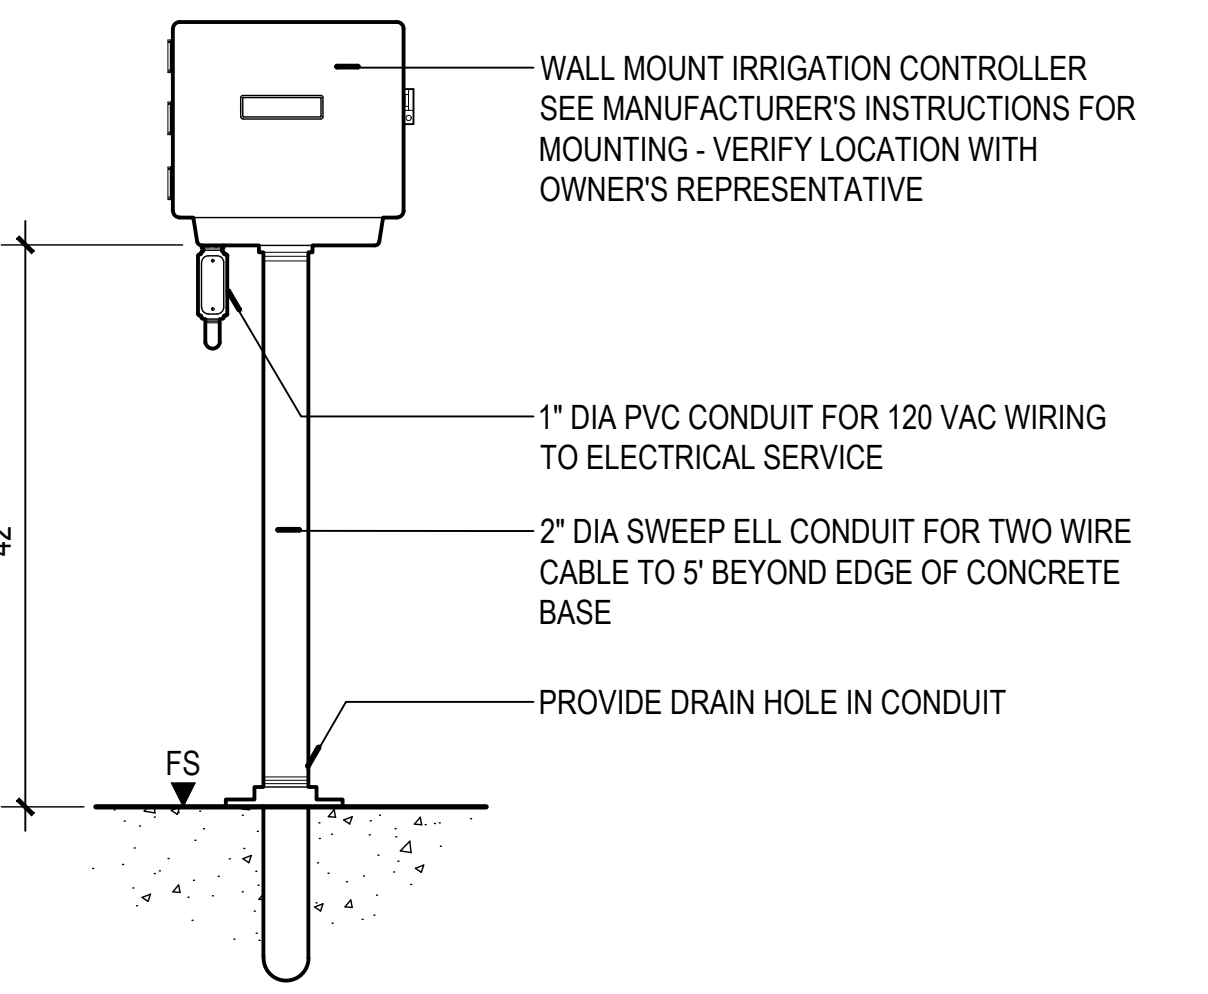 WALL MOUNT IRRIGATION CONTROLLER
SEE MANUFACTURER'S INSTRUCTIONS FOR
MOUNTING - VERIFY LOCATION WITH
OWNER'S REPRESENTATIVE
1" DIA PVC CONDUIT FOR 120 VAC WIRING
TO ELECTRICAL SERVICE
42"
2" DIA SWEEP ELL CONDUIT FOR TWO WIRE
CABLE TO 5' BEYOND EDGE OF CONCRETE
BASE
PROVIDE DRAIN HOLE IN CONDUIT
FS